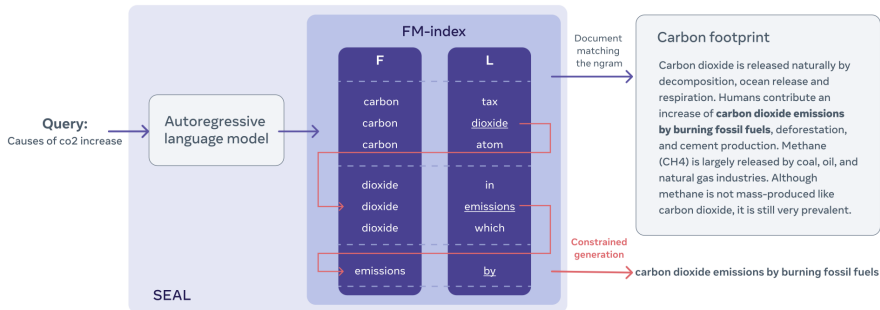 Query:
Causes of co2 increase
Autoregressive
language model
SEAL
FM-index
F
L
carbon
tax
carbon
dioxide
carbon
atom
dioxide
in
dioxide
emissions
dioxide
which
emissions
by
Document
matching
the ngram
Carbon footprint
Carbon dioxide is released naturally by
decomposition, ocean release and
respiration. Humans contribute an
increase of carbon dioxide emissions
by burning fossil fuels, deforestation,
and cement production. Methane
(CH4) is largely released by coal, oil, and
natural gas industries. Although
methane is not mass-produced like
carbon dioxide, it is still very prevalent.
Constrained
generation
carbon dioxide emissions by burning fossil fuels